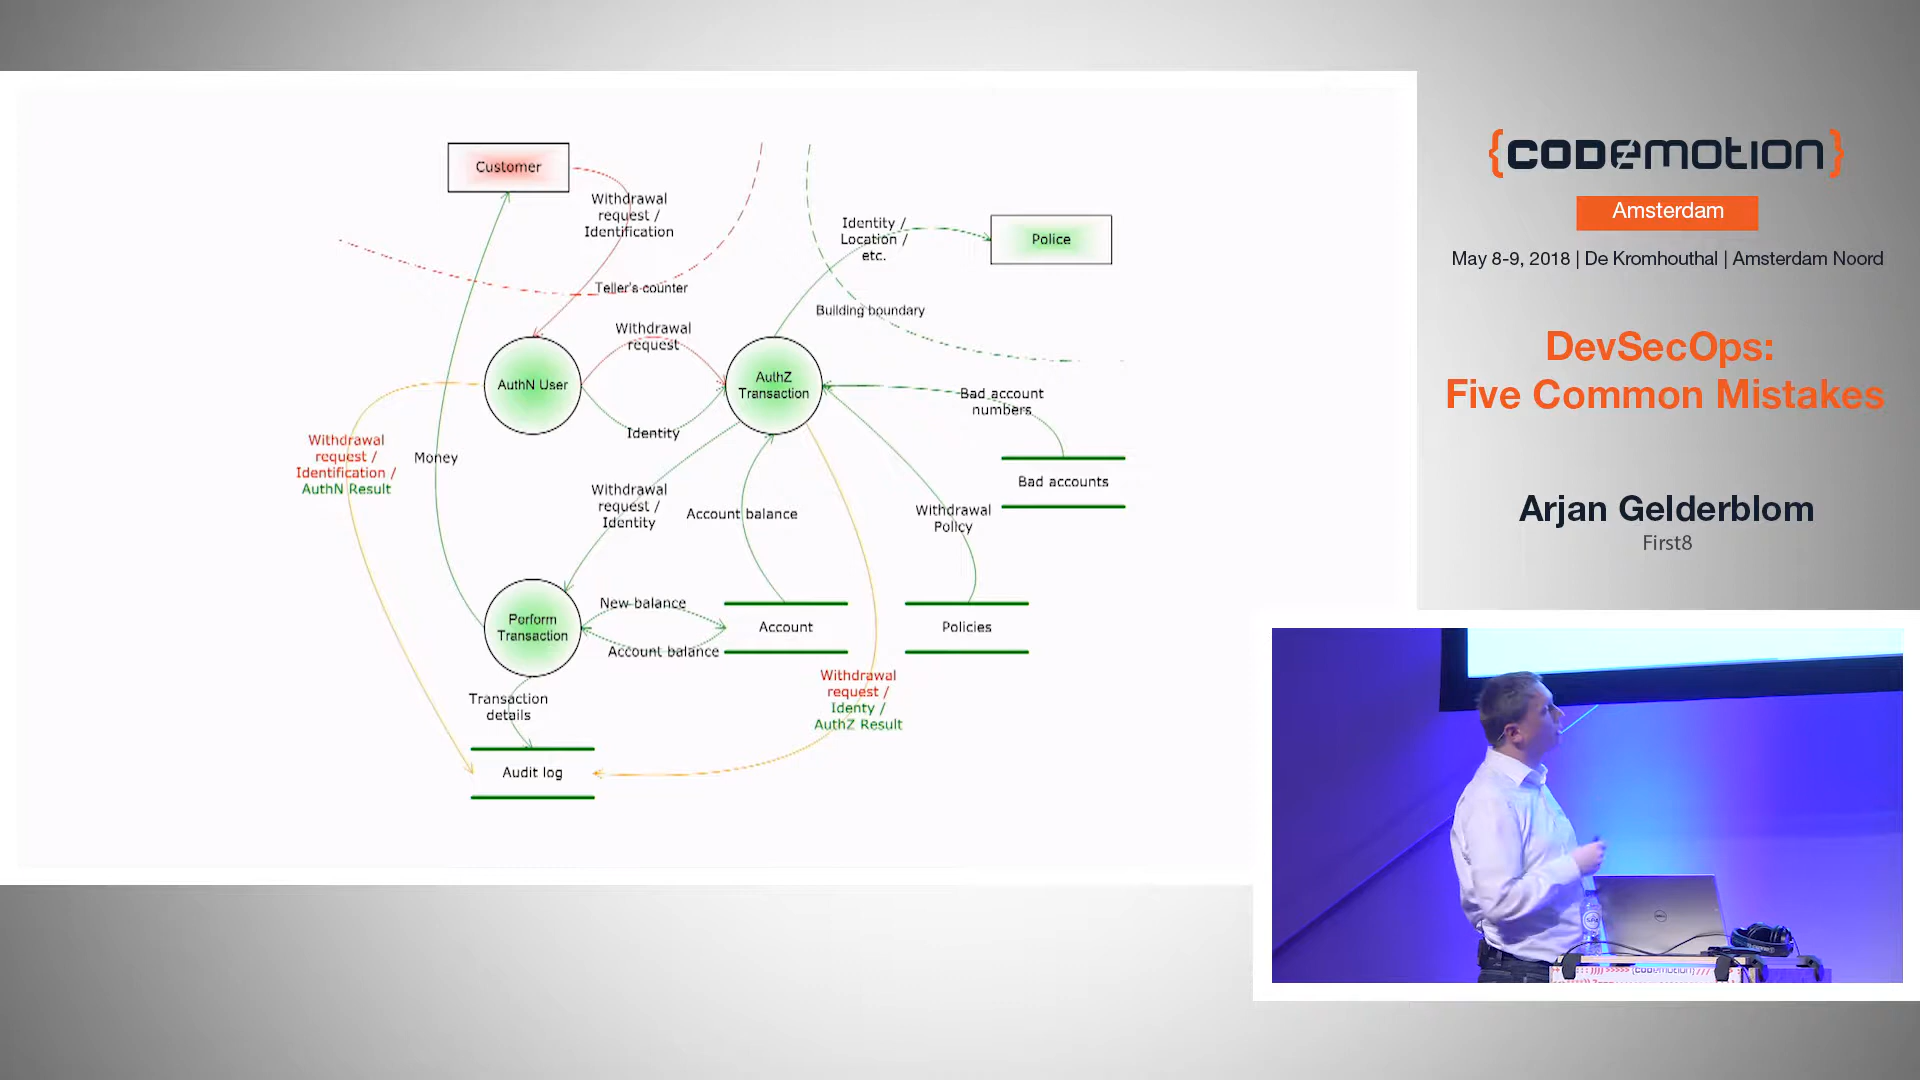 Customer
Withdrawal
request /
Identification
Teller's counter
Identity /
Location /
etc.
Police
Building boundary
Withdrawal
request
AuthN User
AuthZ
Transaction
Identity
Bad account
numbers
Bad accounts
Withdrawal
request /
Identification /
AuthN Result
Money
Withdrawal
request /
Identity
Account balance
Withdrawal
Policy
Perform
Transaction
New balance
Account balance
Account
Policies
Withdrawal
request /
Identy /
AuthZ Result
Transaction
details
Audit log
{CODEMOTION}
Amsterdam
May 8-9, 2018 | De Kromhouthal | Amsterdam Noord
DevSecOps:
Five Common Mistakes
Arjan Gelderblom
First8
{CODEMOTION}